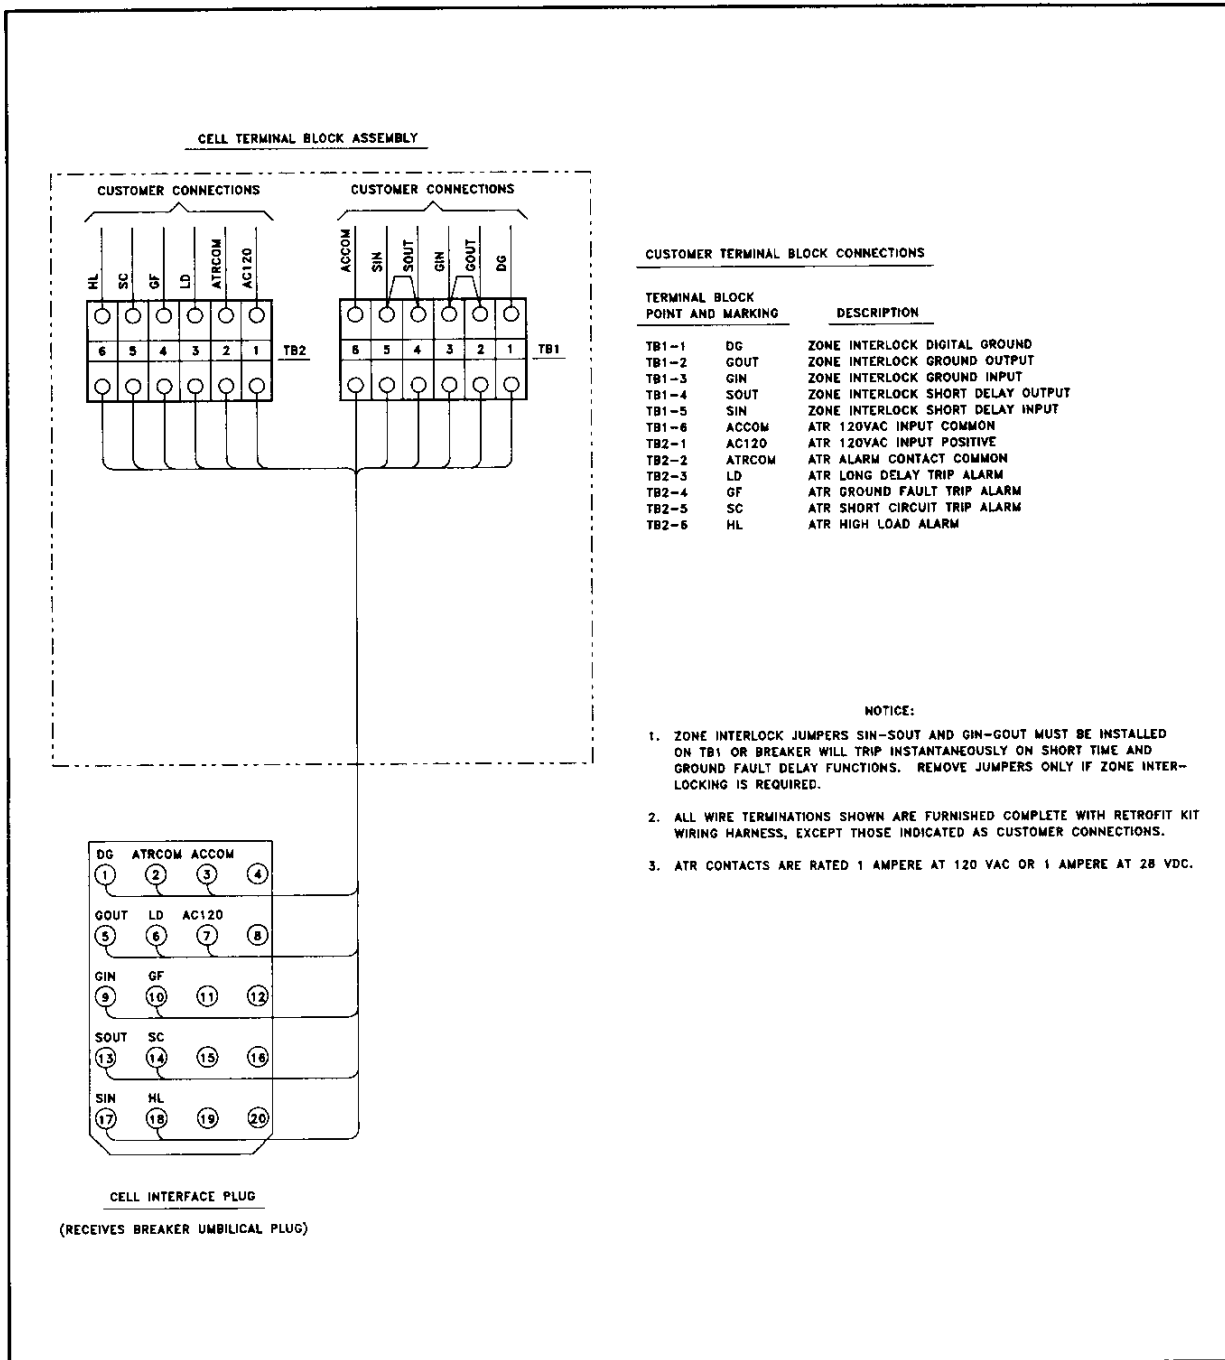 CELL TERMINAL BLOCK ASSEMBLY
CUSTOMER CONNECTIONS
HL
SC
GF
LD
ATRCOM
AC120
6 5 4 3 2 1 TB2
CUSTOMER CONNECTIONS
ACCOM
SIN
SOUT
GIN
GOUT
DG
6 5 4 3 2 1 TB1
CUSTOMER TERMINAL BLOCK CONNECTIONS
TERMINAL BLOCK
POINT AND MARKING DESCRIPTION
TB1-1 DG ZONE INTERLOCK DIGITAL GROUND
TB1-2 GOUT ZONE INTERLOCK GROUND OUTPUT
TB1-3 GIN ZONE INTERLOCK GROUND INPUT
TB1-4 SOUT ZONE INTERLOCK SHORT DELAY OUTPUT
TB1-5 SIN ZONE INTERLOCK SHORT DELAY INPUT
TB1-6 ACCOM ATR 120VAC INPUT COMMON
TB2-1 AC120 ATR 120VAC INPUT POSITIVE
TB2-2 ATRCOM ATR ALARM CONTACT COMMON
TB2-3 LD ATR LONG DELAY TRIP ALARM
TB2-4 GF ATR GROUND FAULT TRIP ALARM
TB2-5 SC ATR SHORT CIRCUIT TRIP ALARM
TB2-6 HL ATR HIGH LOAD ALARM
NOTICE:
1. ZONE INTERLOCK JUMPERS SIN-SOUT AND GIN-GOUT MUST BE INSTALLED
ON TB1 OR BREAKER WILL TRIP INSTANTANEOUSLY ON SHORT TIME AND
GROUND FAULT DELAY FUNCTIONS. REMOVE JUMPERS ONLY IF ZONE INTER-
LOCKING IS REQUIRED.
2. ALL WIRE TERMINATIONS SHOWN ARE FURNISHED COMPLETE WITH RETROFIT KIT
WIRING HARNESS, EXCEPT THOSE INDICATED AS CUSTOMER CONNECTIONS.
3. ATR CONTACTS ARE RATED 1 AMPERE AT 120 VAC OR 1 AMPERE AT 28 VDC.
DG ATRCOM ACCOM
1 2 3 4
GOUT LD AC120
5 6 7 8
GIN GF
9 10 11 12
SOUT SC
13 14 15 16
SIN HL
17 18 19 20
CELL INTERFACE PLUG
(RECEIVES BREAKER UMBILICAL PLUG)